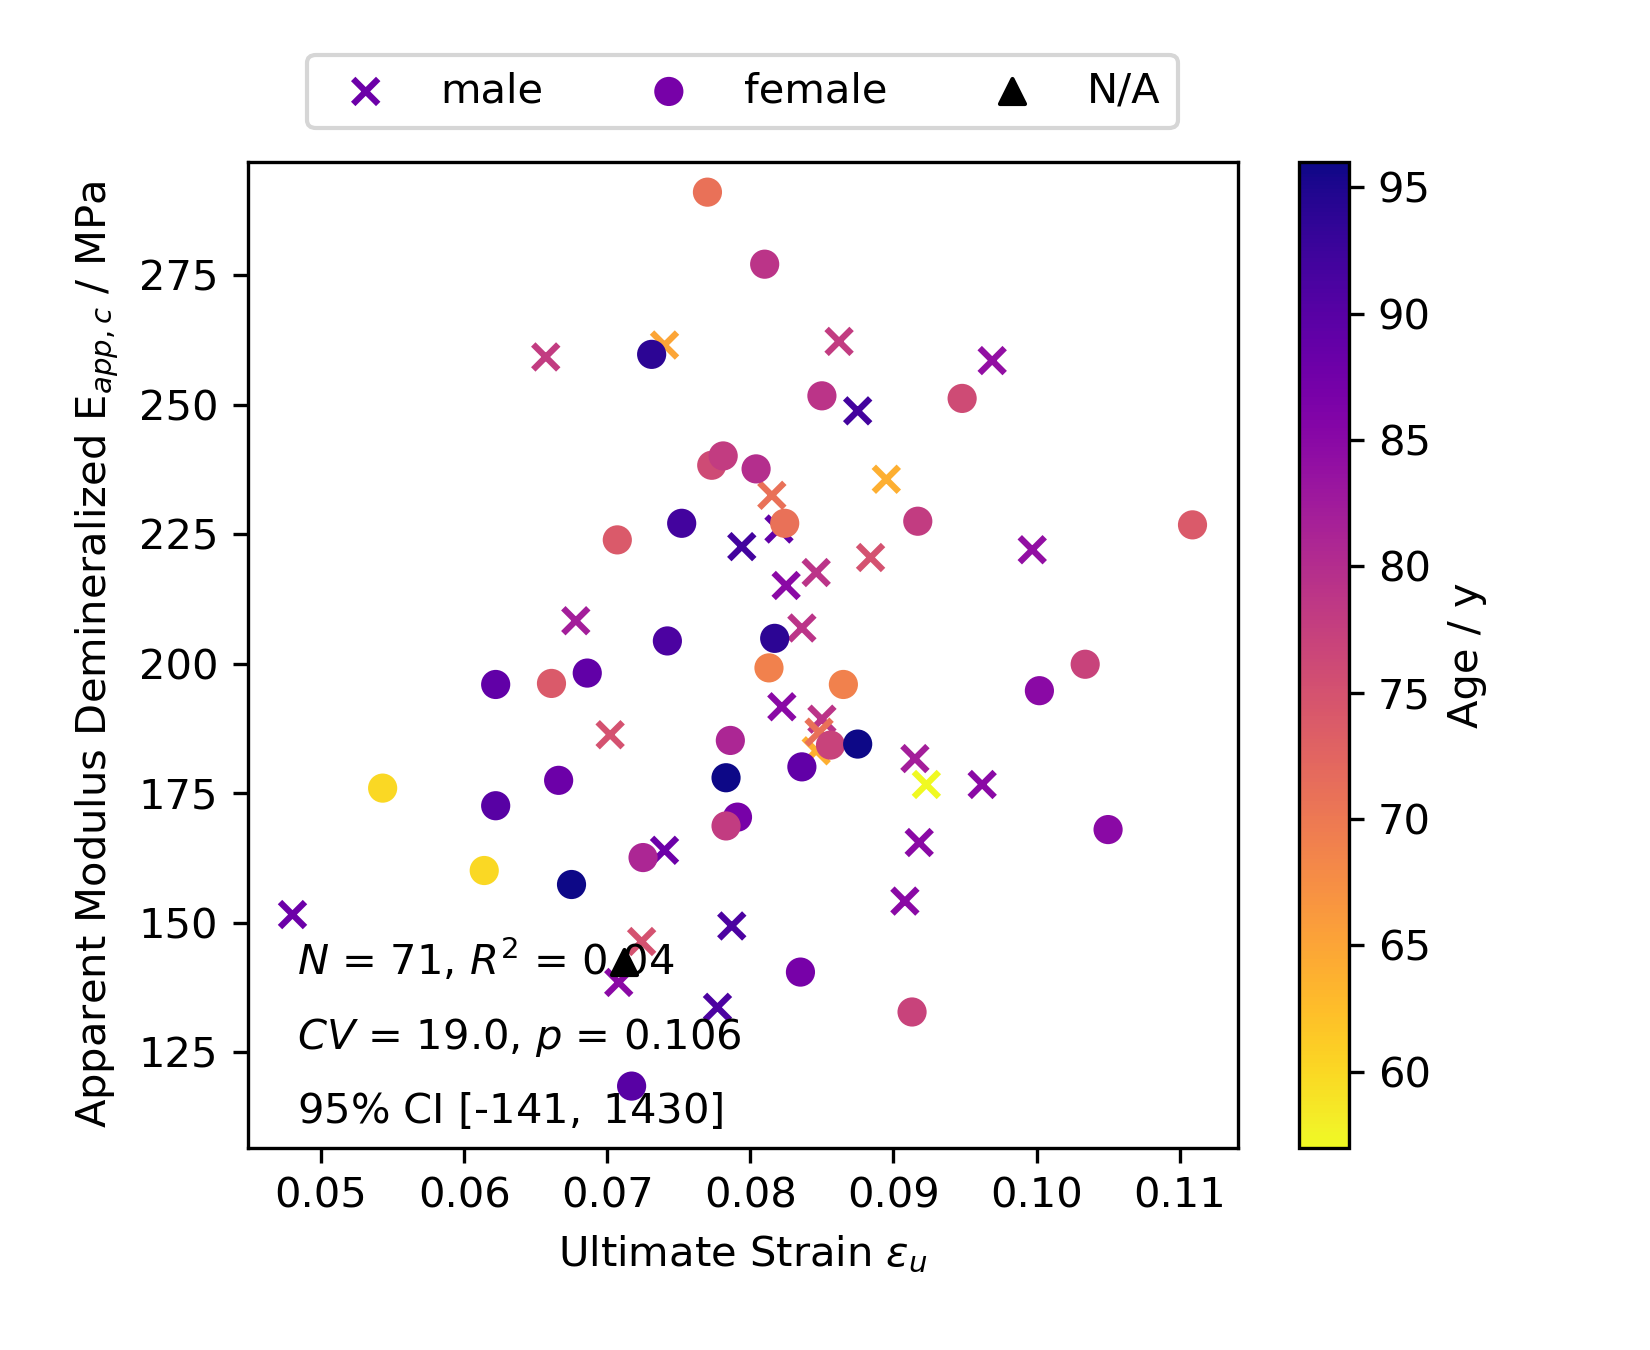 male female N/A
Apparent Modulus Demineralized E_{app, c} / MPa
275
250
225
200
175
150
125
N = 71, R² = 0.04
CV = 19.0, p = 0.106
95% CI [-141, 1430]
0.05 0.06 0.07 0.08 0.09 0.10 0.11
Ultimate Strain ε_u
95
90
85
80
75
70
65
60
Age / y